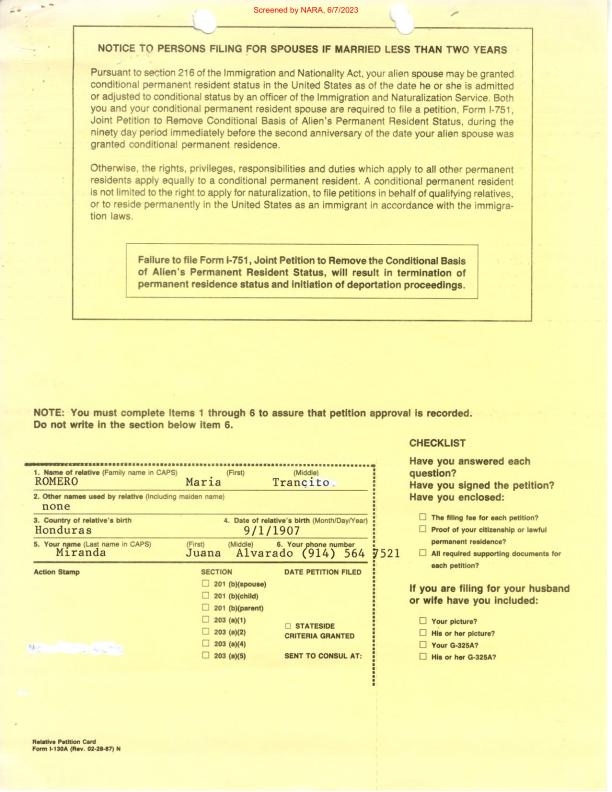 Screened by NARA, 6/7/2023
NOTICE TO PERSONS FILING FOR SPOUSES IF MARRIED LESS THAN TWO YEARS
Pursuant to section 216 of the Immigration and Nationality Act, your alien spouse may be granted
conditional permanent resident status in the United States as of the date he or she is admitted
or adjusted to conditional status by an officer of the Immigration and Naturalization Service. Both
you and your conditional permanent resident spouse are required to file a petition, Form I-751,
Joint Petition to Remove Conditional Basis of Alien's Permanent Resident Status, during the
ninety day period immediately before the second anniversary of the date your alien spouse was
granted conditional permanent residence.
Otherwise, the rights, privileges, responsibilities and duties which apply to all other permanent
residents apply equally to a conditional permanent resident. A conditional permanent resident
is not limited to the right to apply for naturalization, to file petitions in behalf of qualifying relatives,
or to reside permanently in the United States as an immigrant in accordance with the immigra-
tion laws.
Failure to file Form I-751, Joint Petition to Remove the Conditional Basis
of Alien's Permanent Resident Status, will result in termination of
permanent residence status and initiation of deportation proceedings.
NOTE: You must complete Items 1 through 6 to assure that petition approval is recorded.
Do not write in the section below item 6.
1. Name of relative (Family name in CAPS) (First) (Middle)
ROMERO Maria Trancito.
2. Other names used by relative (Including maiden name)
none
3. Country of relative's birth 4. Date of relative's birth (Month/Day/Year)
Honduras 9/1/1907
5. Your name (Last name in CAPS) (First) (Middle) 6. Your phone number
Miranda Juana Alvarado (914) 564 7521
Action Stamp SECTION DATE PETITION FILED
☐ 201 (b)(spouse)
☐ 201 (b)(child)
☐ 201 (b)(parent)
☐ 203 (a)(1)
☐ 203 (a)(2)
☐ 203 (a)(4)
☐ 203 (a)(5)
☐ STATESIDE
CRITERIA GRANTED
SENT TO CONSUL AT:
CHECKLIST
Have you answered each
question?
Have you signed the petition?
Have you enclosed:
☐ The filing fee for each petition?
☐ Proof of your citizenship or lawful
permanent residence?
☐ All required supporting documents for
each petition?
If you are filing for your husband
or wife have you included:
☐ Your picture?
☐ His or her picture?
☐ Your G-325A?
☐ His or her G-325A?
Relative Petition Card
Form I-130A (Rev. 02-28-87) N